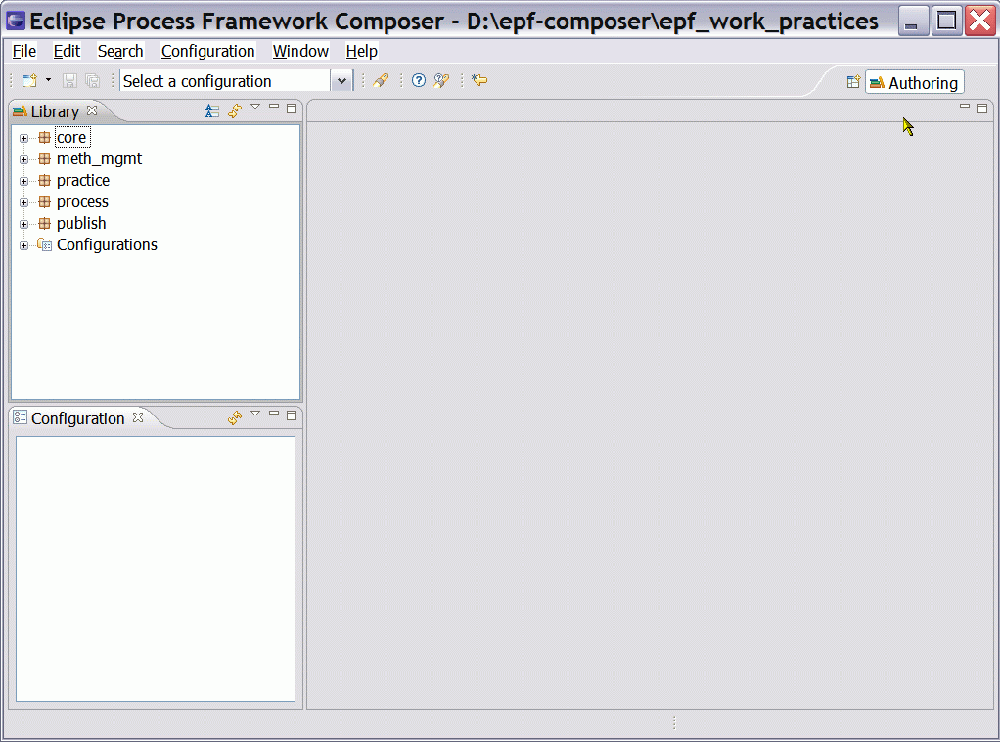 Eclipse Process Framework Composer - D:\epf-composer\epf_work_practices
File Edit Search Configuration Window Help
Select a configuration
Authoring
Library
core
meth_mgmt
practice
process
publish
Configurations
Configuration